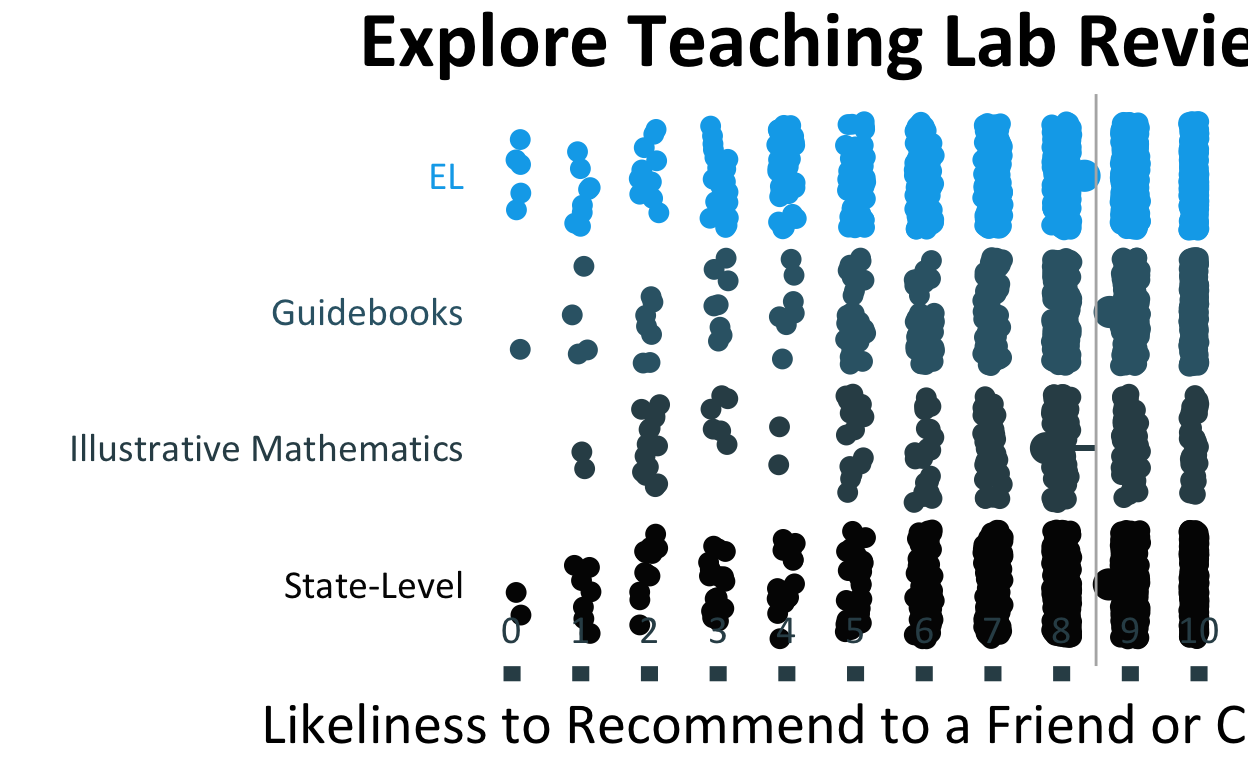 Explore Teaching Lab Revie
EL
Guidebooks
Illustrative Mathematics
State-Level
0 1 2 3 4 5 6 7 8 9 10
Likeliness to Recommend to a Friend or C